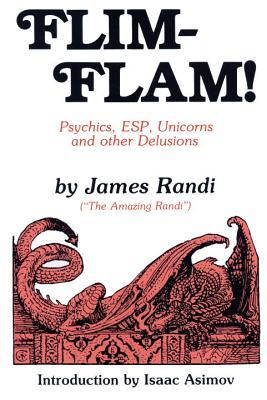 FLIM-
FLAM!
Psychics, ESP, Unicorns
and other Delusions
by James Randi
("The Amazing Randi")
Introduction by Isaac Asimov